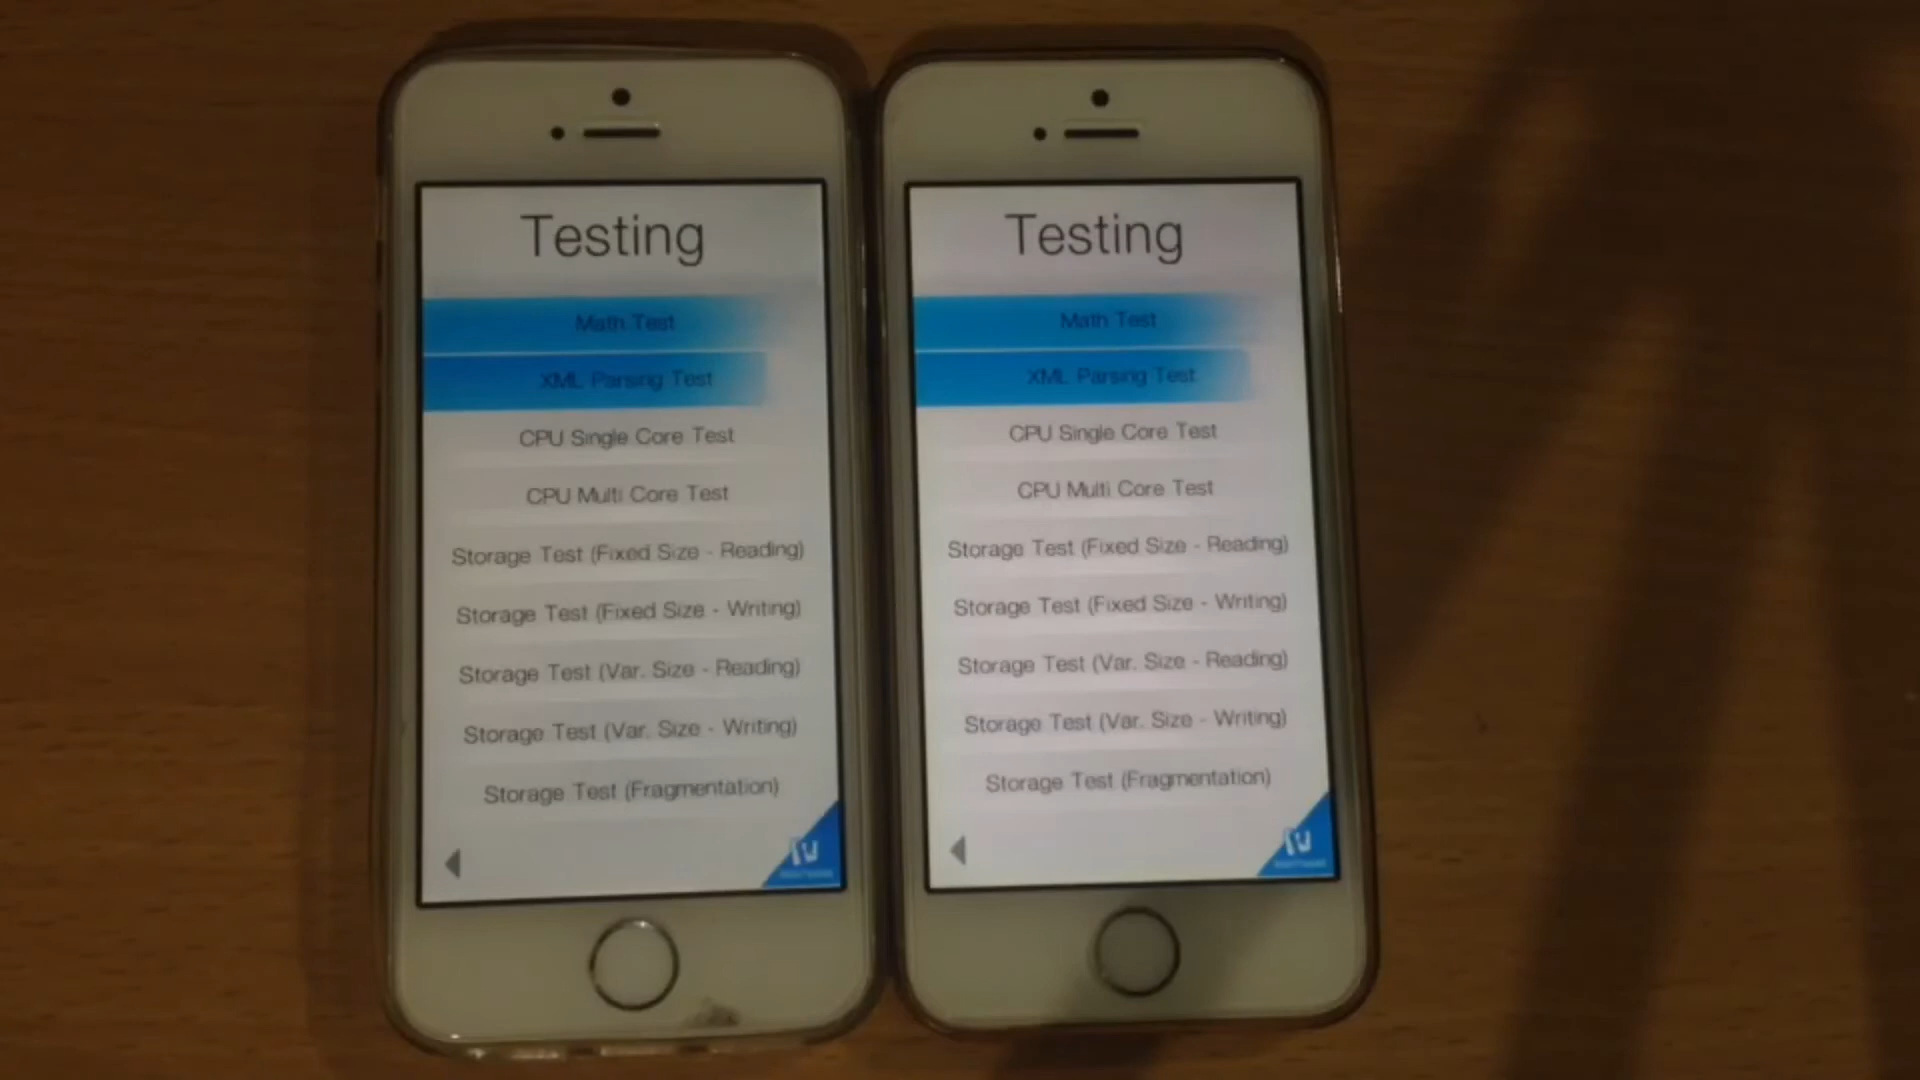 Testing
Math Test
XML Parsing Test
CPU Single Core Test
CPU Multi Core Test
Storage Test (Fixed Size - Reading)
Storage Test (Fixed Size - Writing)
Storage Test (Var. Size - Reading)
Storage Test (Var. Size - Writing)
Storage Test (Fragmentation)
Testing
Math Test
XML Parsing Test
CPU Single Core Test
CPU Multi Core Test
Storage Test (Fixed Size - Reading)
Storage Test (Fixed Size - Writing)
Storage Test (Var. Size - Reading)
Storage Test (Var. Size - Writing)
Storage Test (Fragmentation)